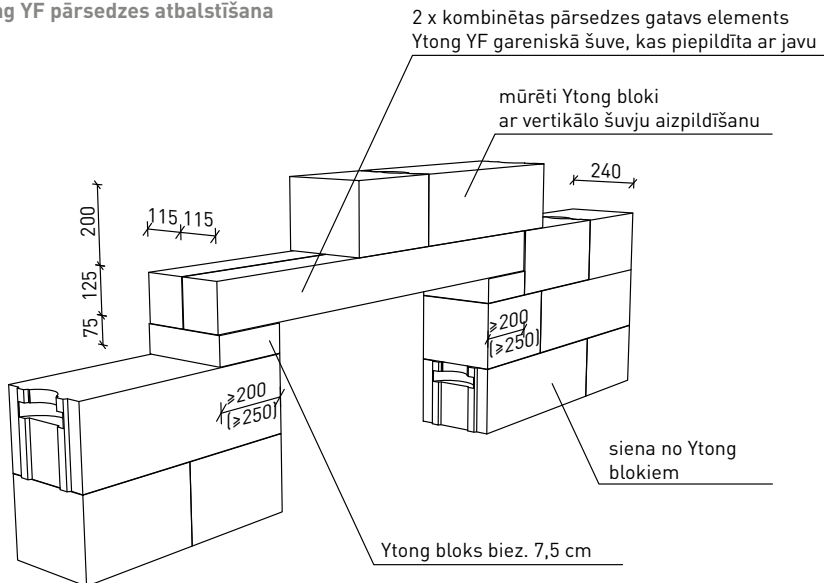 g YF pārsedzes atbalstīšana
2 x kombinētas pārsedzes gatavs elements
Ytong YF gareniskā šuve, kas piepildīta ar javu
mūrēti Ytong bloki
ar vertikālo šuvju aizpildīšanu
240
115 115
200
125
75
≥200
(≥250)
≥200
(≥250)
siena no Ytong
blokiem
Ytong bloks biez. 7,5 cm